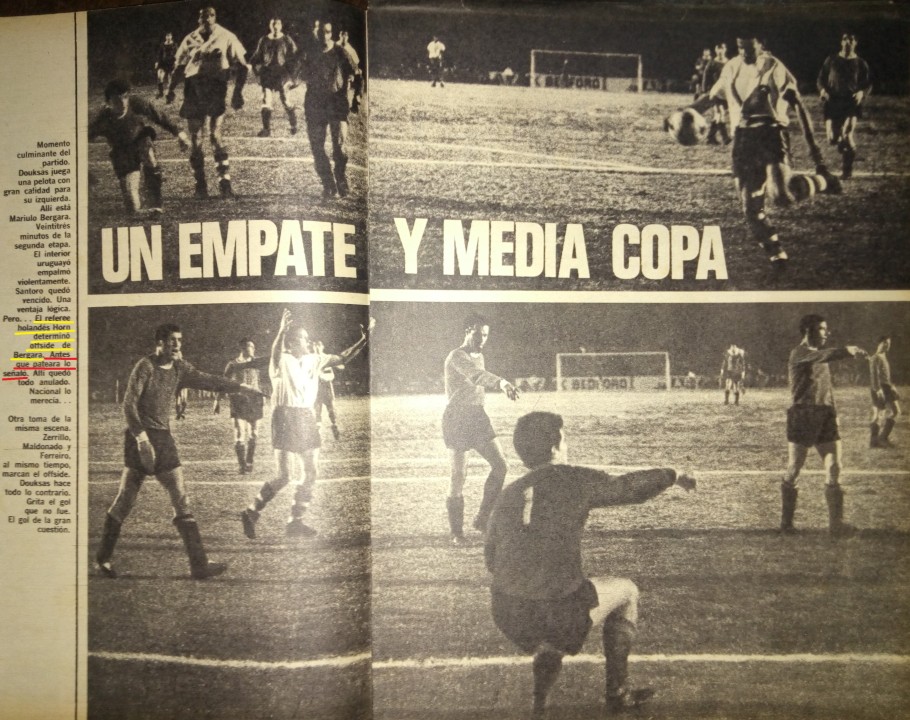 Momento
culminante del
partido.
Douksas juega
una pelota con
gran calidad para
su izquierda.
Allí está
Mariulo Bergara.
Veintitrés
minutos de la
segunda etapa.
El interior
uruguayo
empalmó
violentamente.
Santoro quedó
vencido. Una
ventaja lógica.
Pero... El referee
holandés Horn
determinó
offside de
Bergara. Antes
que pateara lo
señaló. Allí quedó
todo anulado.
Nacional lo
merecía...
Otra toma de la
misma escena.
Zerrillo,
Maldonado y
Ferreiro,
al mismo tiempo,
marcan el offside.
Douksas hace
todo lo contrario.
Grita el gol
que no fue.
El gol de la gran
cuestión.
UN EMPATE Y MEDIA COPA
BEDFORD
BEDFORD
1